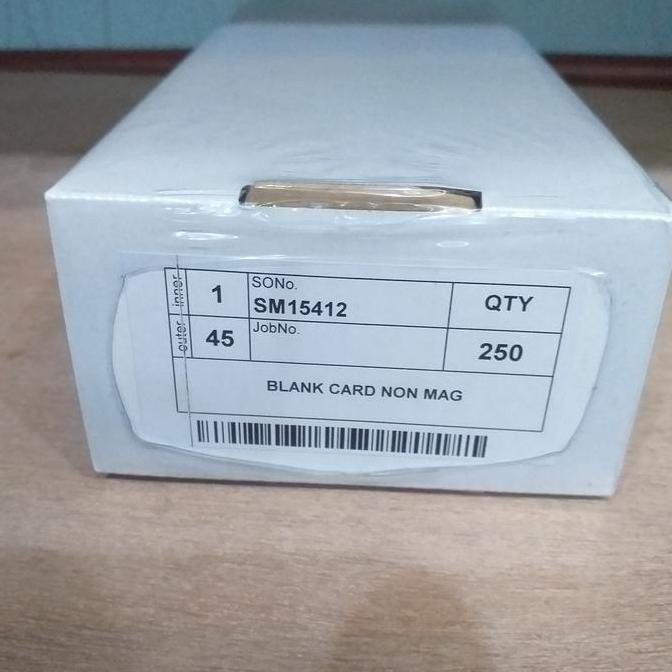 inner 1 SONo. QTY
SM15412
outer 45 JobNo. 250
BLANK CARD NON MAG